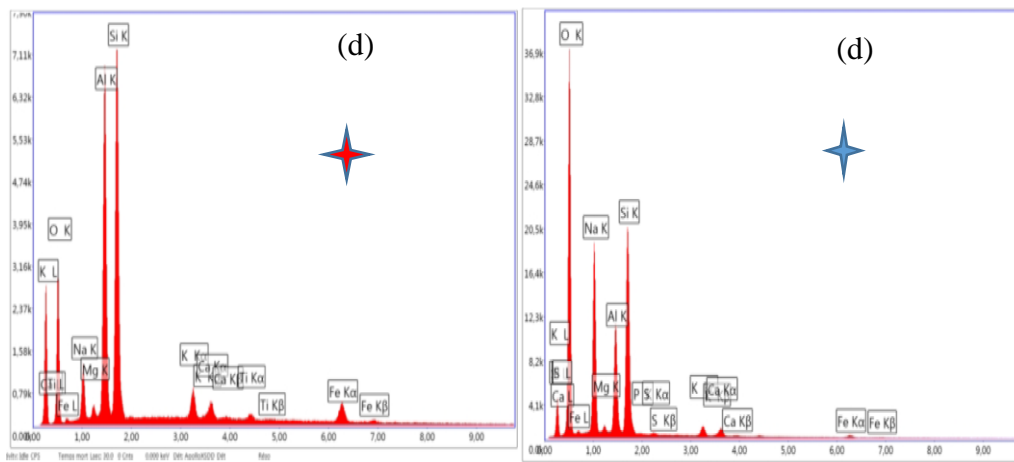 7,90k
(d)
7,11k
Si K
Al K
6,32k
5,53k
4,74k
3,95k
O K
3,16k
K L
2,37k
1,58k
Na K
Mg K
K
Ca Kα
Ca Kβ
Ti Kα
0,79k
Ti L
Fe L
Ti Kβ
Fe Kα
Fe Kβ
0,00k
0,00 1,00 2,00 3,00 4,00 5,00 6,00 7,00 8,00 9,00
(d)
O K
36,9k
32,8k
28,7k
24,6k
Si K
20,5k
Na K
16,4k
12,3k
Al K
8,2k
K L
Mg K
P
S Kα
K
Ca Kα
4,1k
Ca L
Fe L
S Kβ
Ca Kβ
Fe Kα
Fe Kβ
0,00 1,00 2,00 3,00 4,00 5,00 6,00 7,00 8,00 9,00